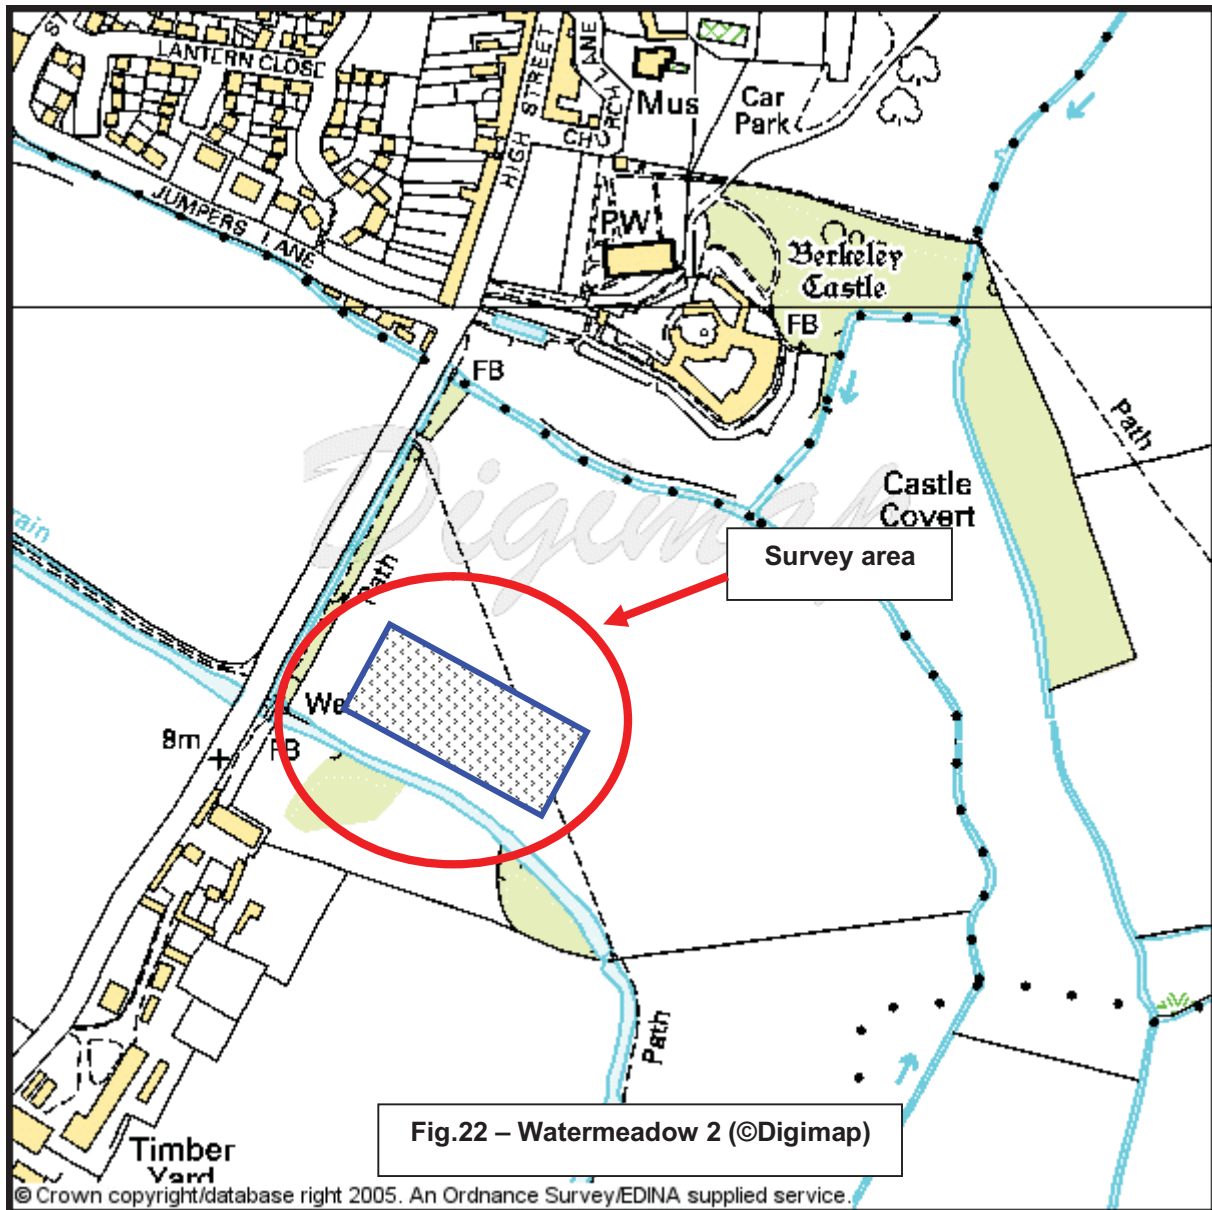 LANTERN CLOSE
HIGH STREET
CHURCH LANE
Mus
Car
Park
JUMPERS LANE
PW
Berkeley
Castle
FB
FB
Path
Castle
Covert
Digimap
Survey area
Path
8m
FB
Path
Fig.22 – Watermeadow 2 (©Digimap)
Timber
Yard
© Crown copyright/database right 2005. An Ordnance Survey/EDINA supplied service.